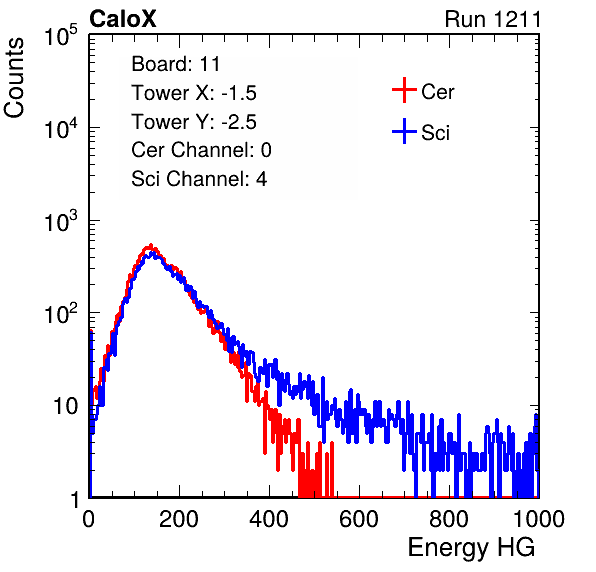 CaloX Run 1211
Counts
10^5
10^4
10^3
10^2
10
1
Board: 11
Tower X: -1.5
Tower Y: -2.5
Cer Channel: 0
Sci Channel: 4
Cer
Sci
0 200 400 600 800 1000
Energy HG